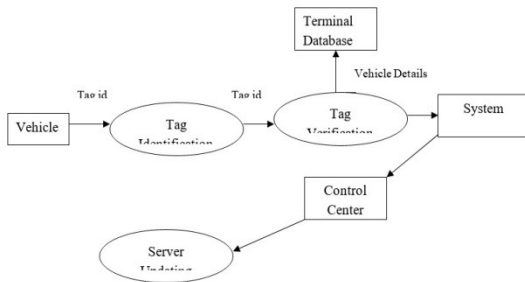 Terminal
Database
Vehicle Details
Tag id
Tag id
Vehicle
Tag
Identification
Tag
Verification
System
Control
Center
Server
Updating